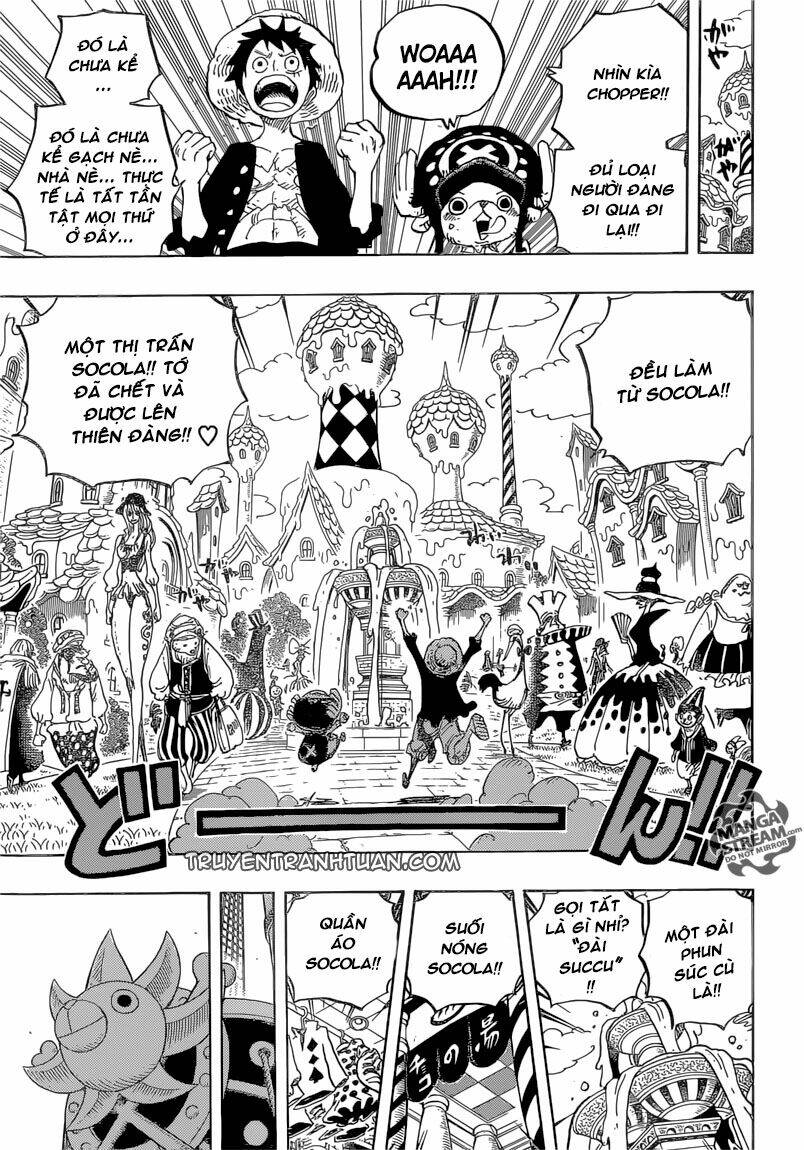 NHÌN KÌA
CHOPPER!!
ĐỦ LOẠI
NGƯỜI ĐANG
ĐI QUA ĐI
LẠI!!
WOAAA
AAAH!!!
ĐÓ LÀ
CHƯA KỂ
...
ĐÓ LÀ CHƯA
KỂ GẠCH NÈ...
NHÀ NÈ... THỰC
TẾ LÀ TẤT TẦN
TẬT MỌI THỨ
Ở ĐÂY...
ĐỀU LÀM
TỪ SOCOLA!!
MỘT THỊ TRẤN
SOCOLA!! TỚ
ĐÃ CHẾT VÀ
ĐƯỢC LÊN
THIÊN ĐÀNG!! ♡
ど
ん!!
MANGA
STREAM
.COM
DO NOT MIRROR
TRUYENTRANHTUAN.COM
MỘT ĐÀI
PHUN
SÚC CÙ
LÀ!!
GỌI TẮT
LÀ GÌ NHỈ?
"ĐÀI
SUCCU"
!!
SUỐI
NÓNG
SOCOLA!!
チョの湯
QUẦN
ÁO
SOCOLA!!